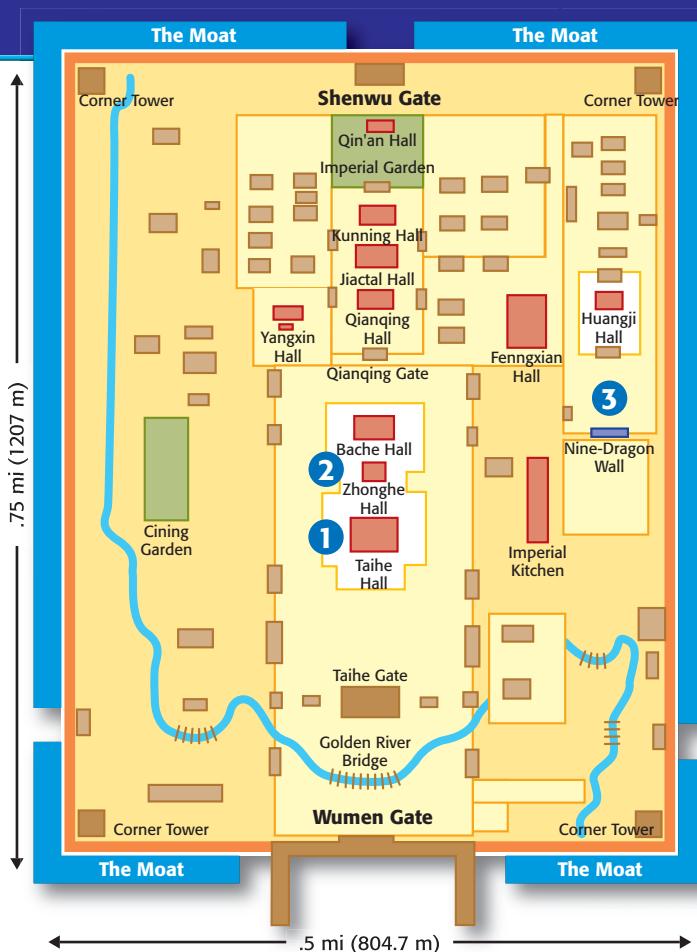 The Moat
The Moat
Corner Tower
Shenwu Gate
Corner Tower
Qin'an Hall
Imperial Garden
Kunning Hall
Jiactal Hall
Qianqing
Hall
Yangxin
Hall
Qianqing Gate
Fenngxian
Hall
Huangji
Hall
3
Nine-Dragon
Wall
Bache Hall
2
Zhonghe
Hall
1
Taihe
Hall
Cining
Garden
Imperial
Kitchen
Taihe Gate
Golden River
Bridge
Wumen Gate
Corner Tower
Corner Tower
The Moat
The Moat
.75 mi (1207 m)
.5 mi (804.7 m)